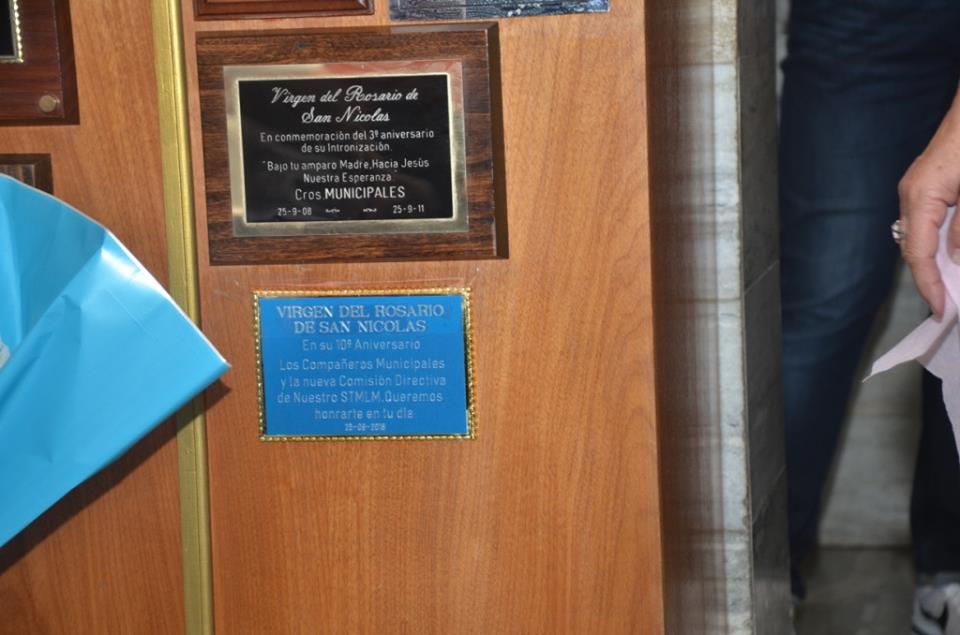 Virgen del Rosario de
San Nicolas
En conmemoración del 3º aniversario
de su Intronización.
"Bajo tu amparo Madre, Hacia Jesùs
Nuestra Esperanza
Cros. MUNICIPALES
25-9-08 25-9-11
VIRGEN DEL ROSARIO
DE SAN NICOLAS
En su 10º Aniversario
Los Compañeros Municipales
y la nueva Comisión Directiva
de Nuestro STMLM, Queremos
honrarte en tu día